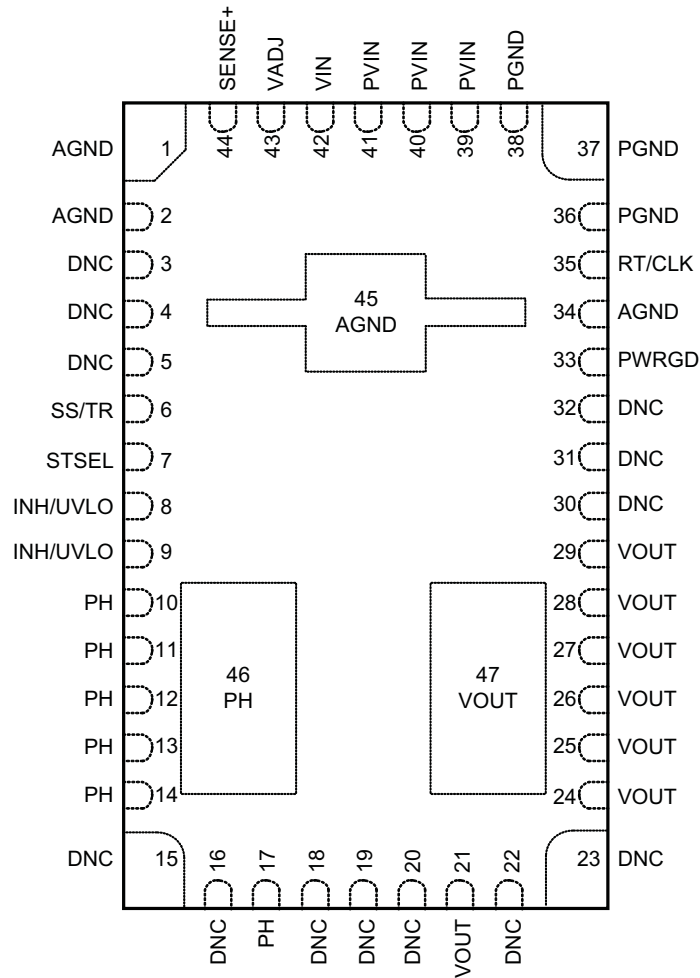 SENSE+
VADJ
VIN
PVIN
PVIN
PVIN
PGND
44
43
42
41
40
39
38
AGND 1
37 PGND
AGND 2
36 PGND
DNC 3
35 RT/CLK
DNC 4
34 AGND
DNC 5
33 PWRGD
SS/TR 6
32 DNC
STSEL 7
31 DNC
INH/UVLO 8
30 DNC
INH/UVLO 9
29 VOUT
PH 10
28 VOUT
PH 11
27 VOUT
PH 12
26 VOUT
PH 13
25 VOUT
PH 14
24 VOUT
DNC 15
23 DNC
45
AGND
46
PH
47
VOUT
16
17
18
19
20
21
22
DNC
PH
DNC
DNC
DNC
VOUT
DNC